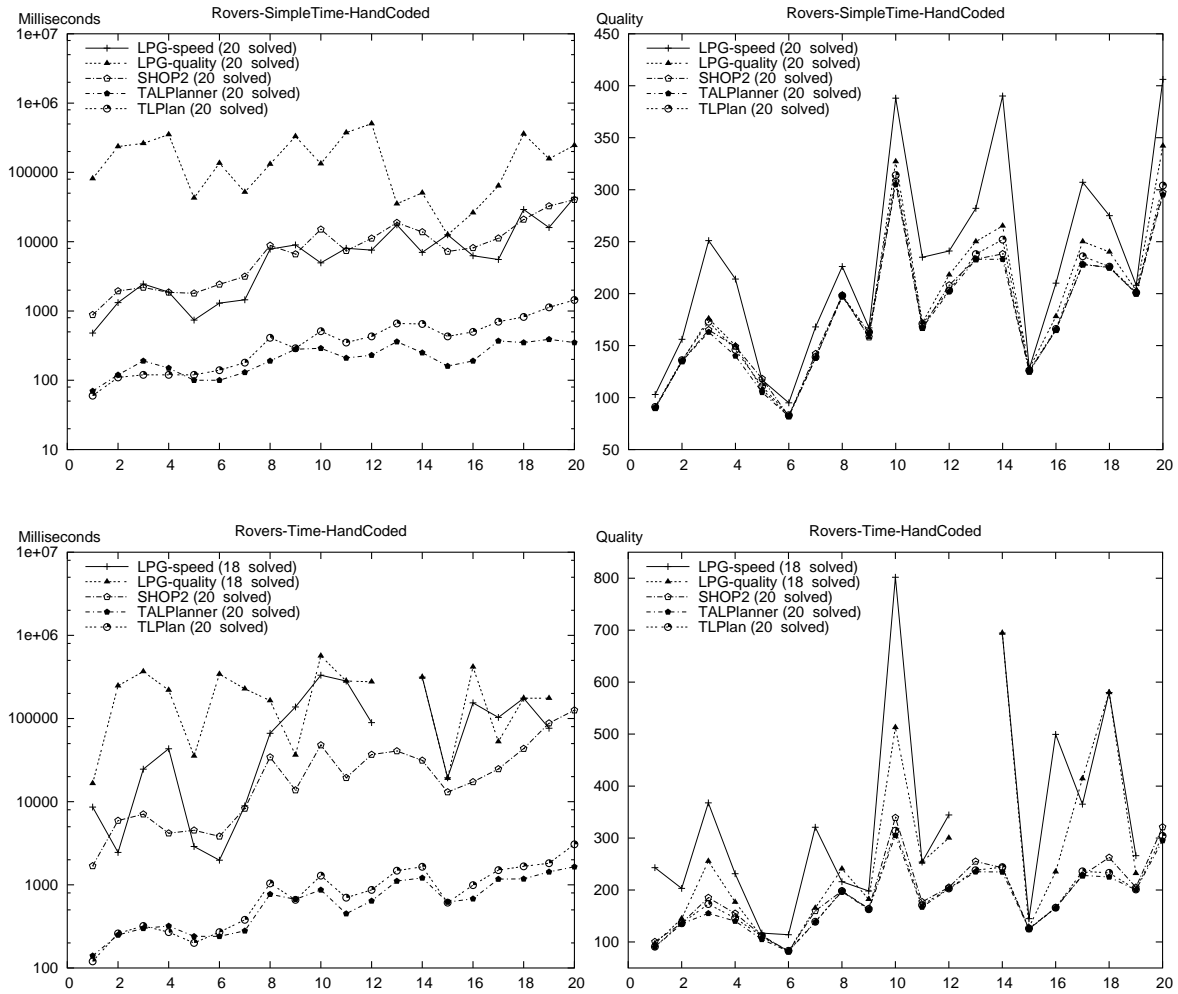 Rovers-SimpleTime-HandCoded
Milliseconds
1e+07
1e+06
100000
10000
1000
100
10
LPG-speed (20 solved)
LPG-quality (20 solved)
SHOP2 (20 solved)
TALPlanner (20 solved)
TLPlan (20 solved)
0 2 4 6 8 10 12 14 16 18 20
Rovers-SimpleTime-HandCoded
Quality
450
400
350
300
250
200
150
100
50
LPG-speed (20 solved)
LPG-quality (20 solved)
SHOP2 (20 solved)
TALPlanner (20 solved)
TLPlan (20 solved)
0 2 4 6 8 10 12 14 16 18 20
Rovers-Time-HandCoded
Milliseconds
1e+07
1e+06
100000
10000
1000
100
LPG-speed (18 solved)
LPG-quality (18 solved)
SHOP2 (20 solved)
TALPlanner (20 solved)
TLPlan (20 solved)
0 2 4 6 8 10 12 14 16 18 20
Rovers-Time-HandCoded
Quality
800
700
600
500
400
300
200
100
LPG-speed (18 solved)
LPG-quality (18 solved)
SHOP2 (20 solved)
TALPlanner (20 solved)
TLPlan (20 solved)
0 2 4 6 8 10 12 14 16 18 20